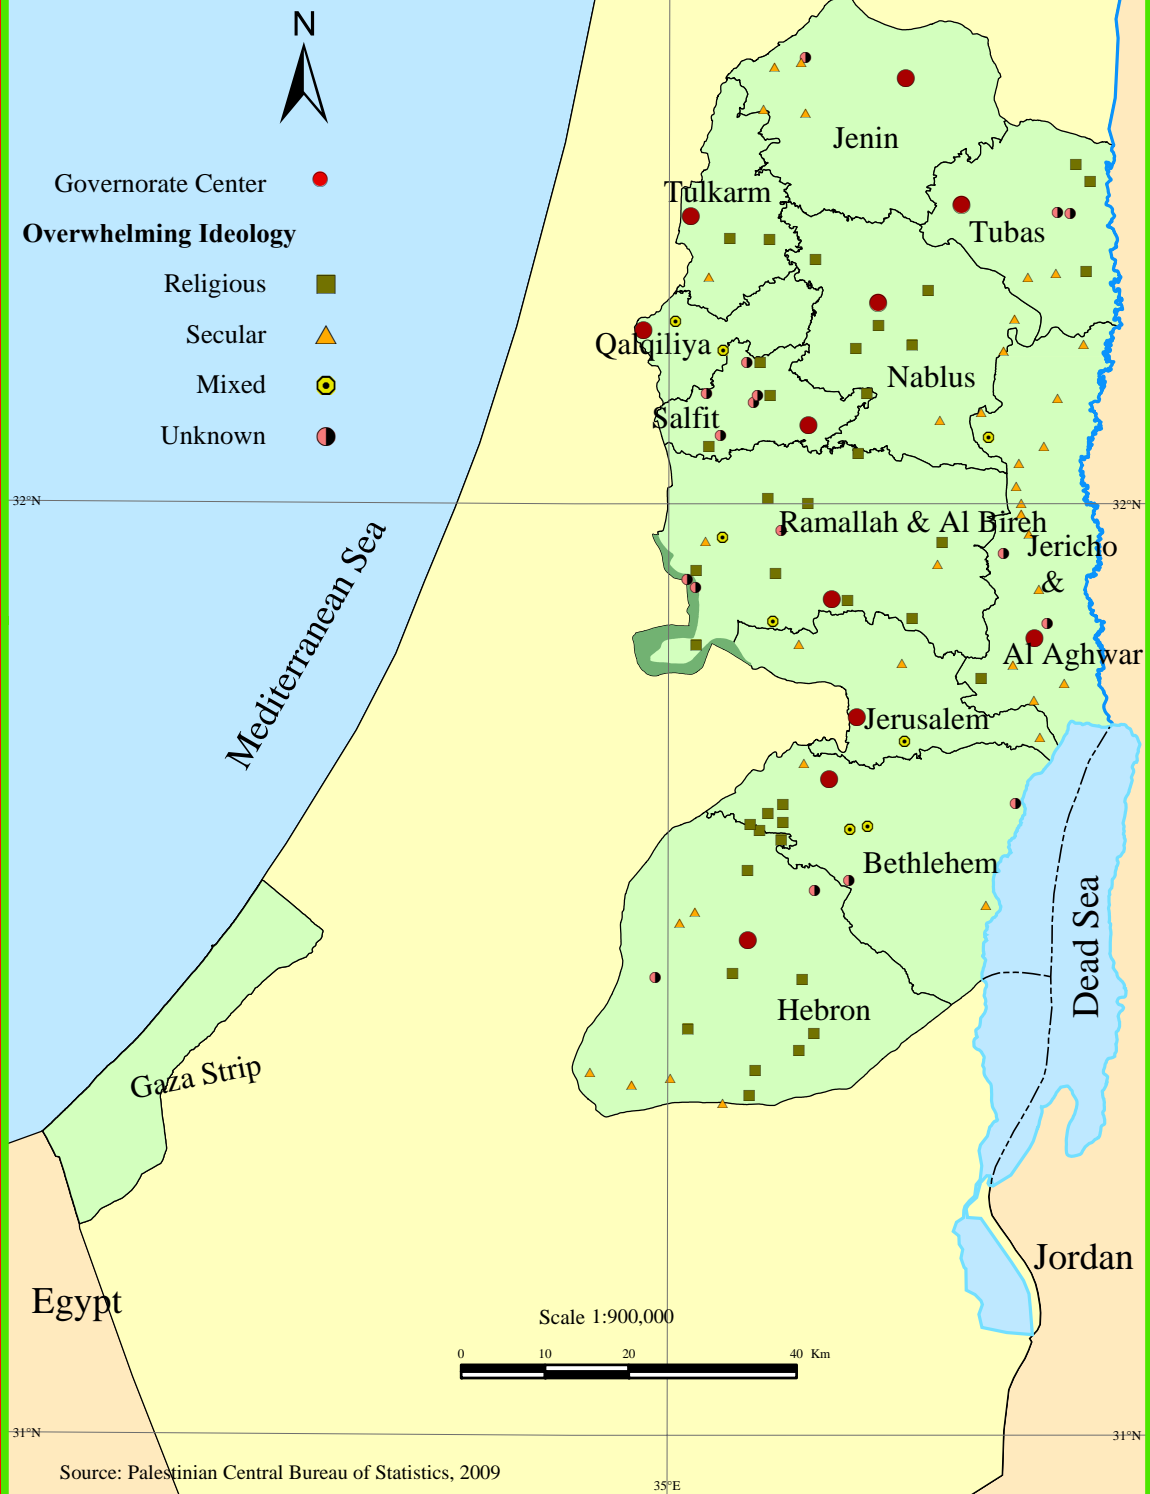 N
Governorate Center
Overwhelming Ideology
Religious
Secular
Mixed
Unknown
Jenin
Tulkarm
Tubas
Qalqiliya
Nablus
Salfit
32°N
32°N
Ramallah & Al Bireh
Jericho
&
Al Aghwar
Mediterranean Sea
Jerusalem
Bethlehem
Dead Sea
Hebron
Gaza Strip
Jordan
Egypt
Scale 1:900,000
0 10 20 40 Km
31°N
31°N
Source: Palestinian Central Bureau of Statistics, 2009
35°E